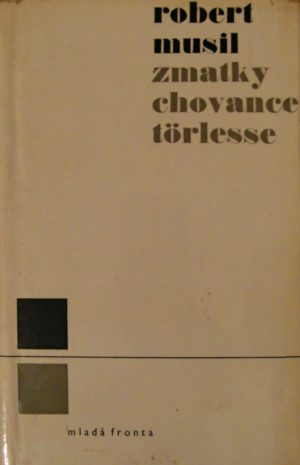 robert
musil
zmatky
chovance
törlesse
mladá fronta